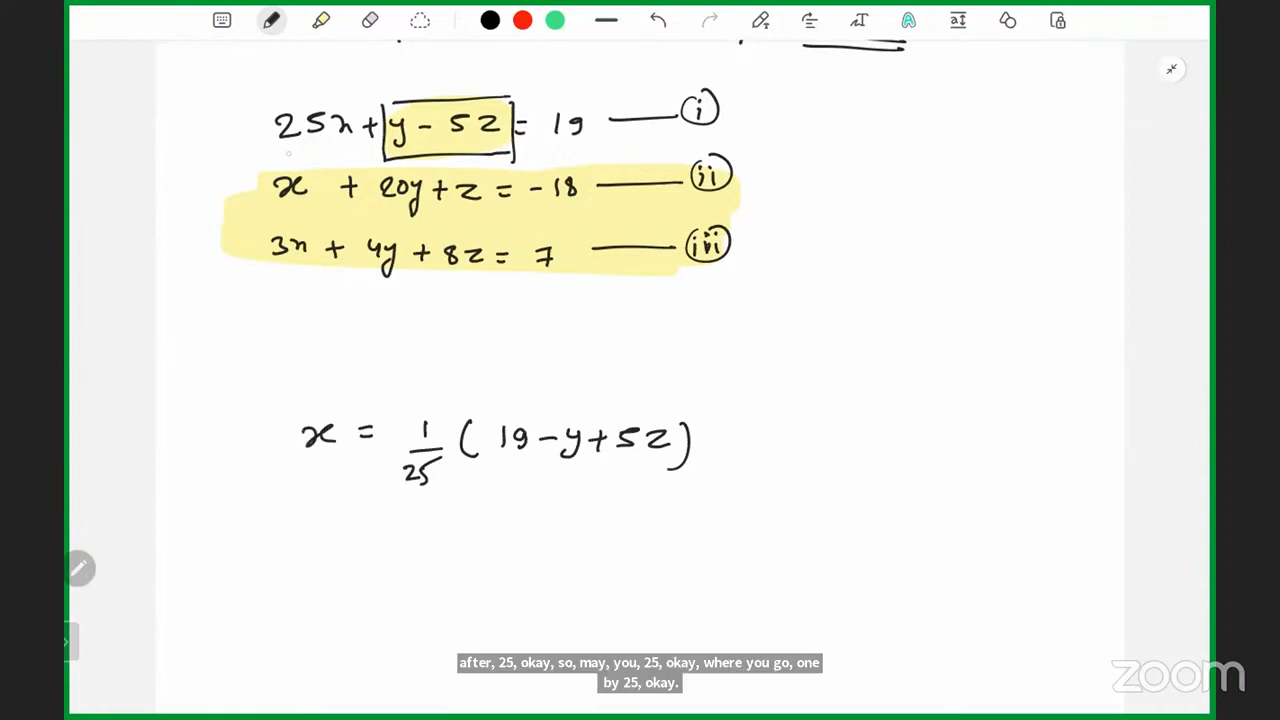 25x + y - 5z = 19 —— (i)
x + 20y + z = -18 —— (ii)
3x + 4y + 8z = 7 —— (iii)
x = 1/25 ( 19 - y + 5z )
after, 25, okay, so, may, you, 25, okay, where you go, one
by 25, okay.
zoom